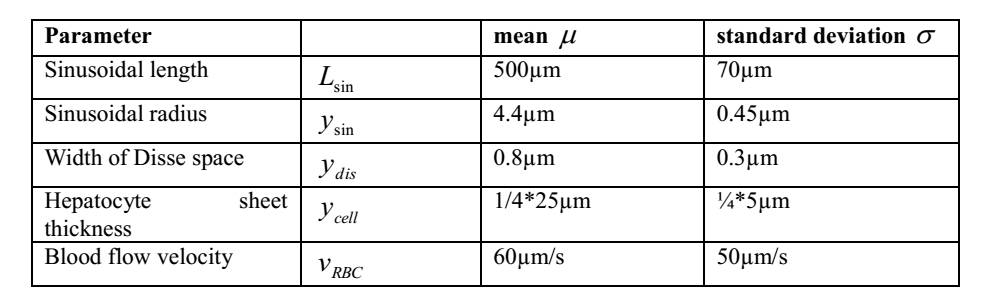 Parameter mean μ standard deviation σ
Sinusoidal length L_sin 500µm 70µm
Sinusoidal radius y_sin 4.4µm 0.45µm
Width of Disse space y_dis 0.8µm 0.3µm
Hepatocyte sheet
thickness y_cell 1/4*25µm ¼*5µm
Blood flow velocity v_RBC 60µm/s 50µm/s